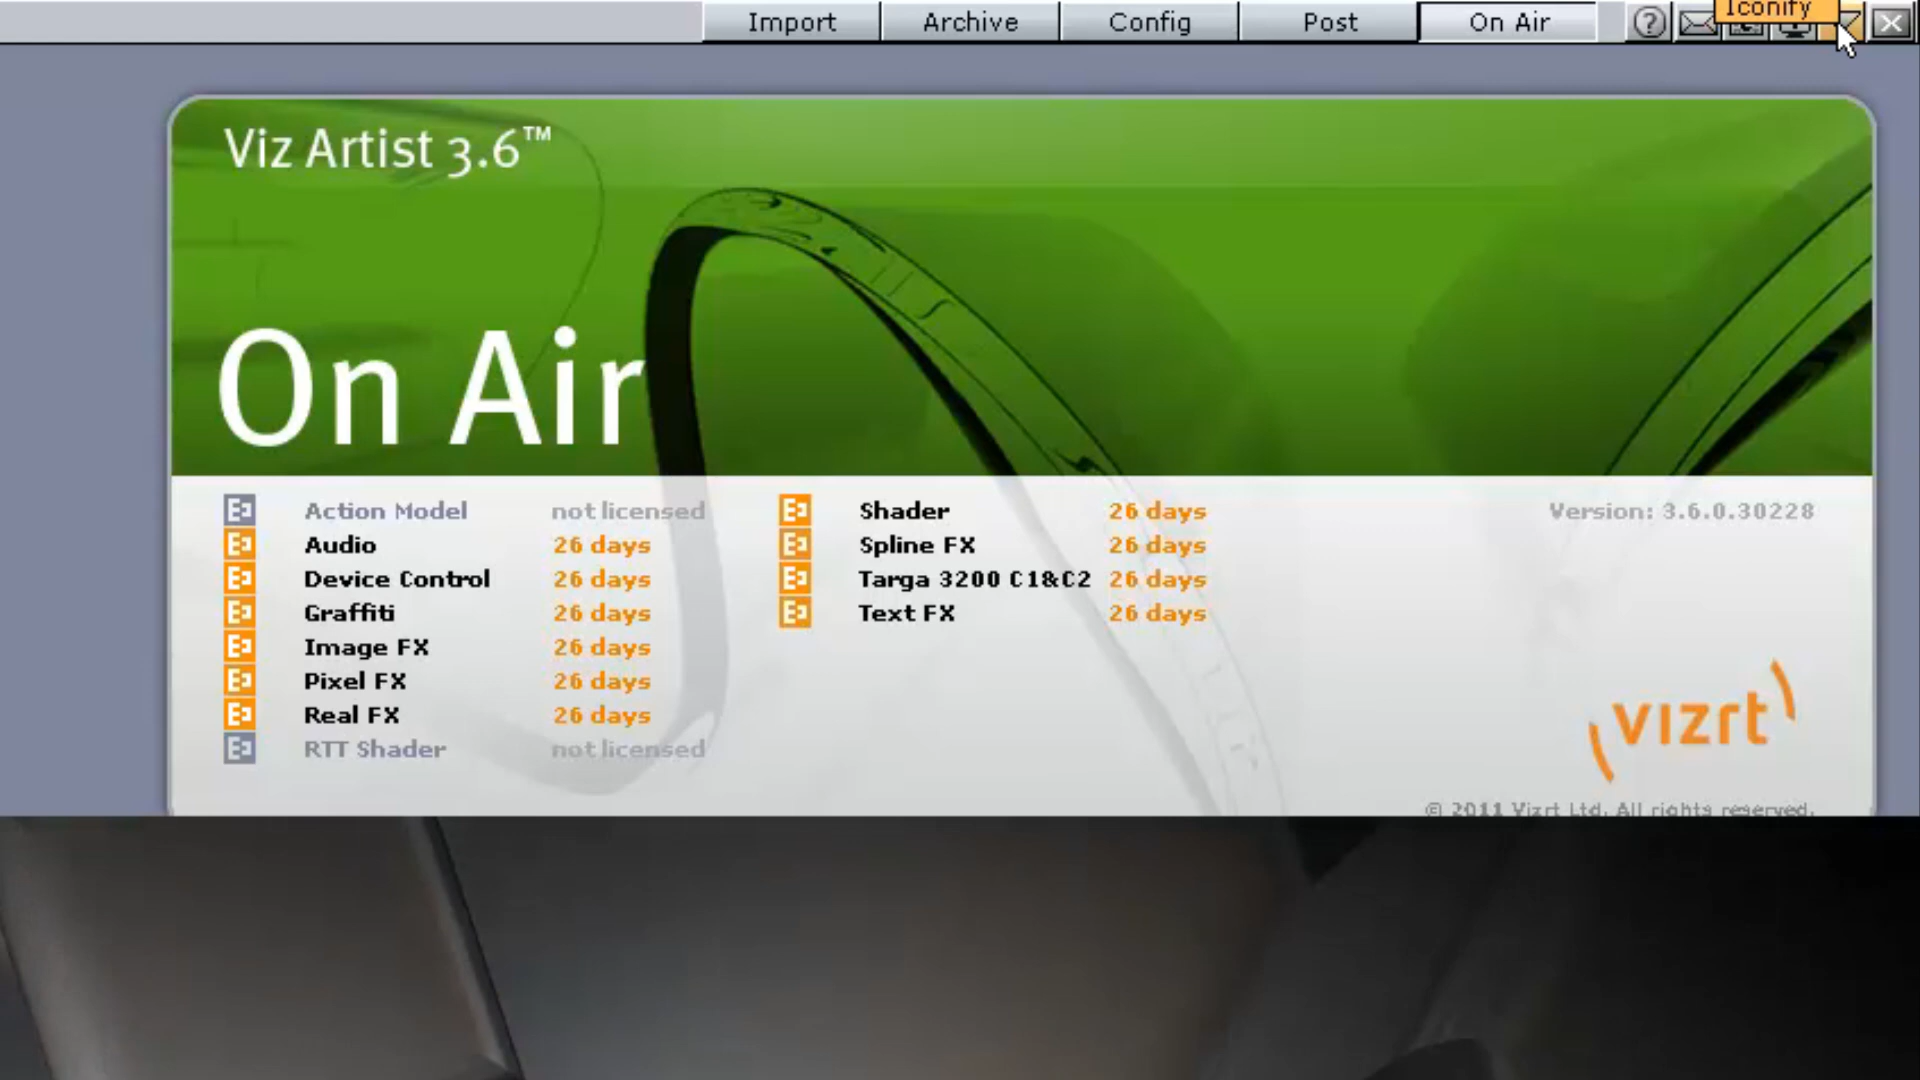 Iconify
Import Archive Config Post On Air
Viz Artist 3.6™
On Air
Action Model not licensed
Audio 26 days
Device Control 26 days
Graffiti 26 days
Image FX 26 days
Pixel FX 26 days
Real FX 26 days
RTT Shader not licensed
Shader 26 days
Spline FX 26 days
Targa 3200 C1&C2 26 days
Text FX 26 days
Version: 3.6.0.30228
vizrt
© 2011 Vizrt Ltd. All rights reserved.